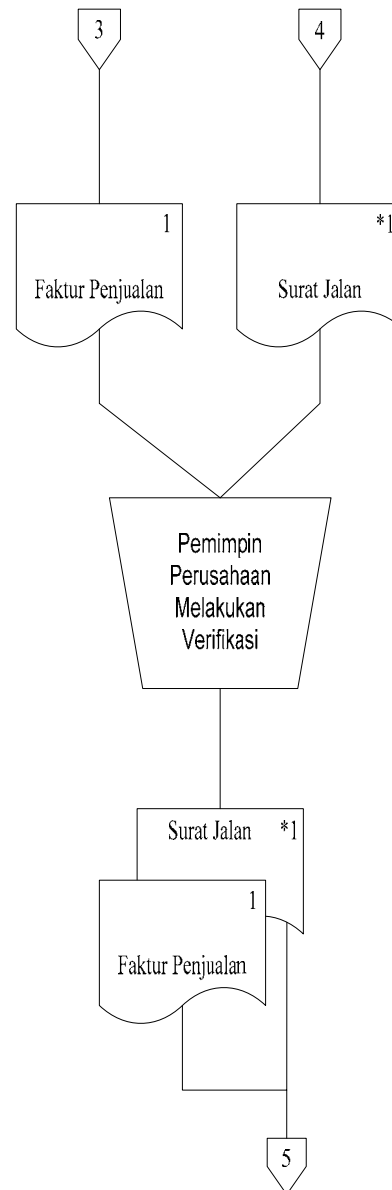 3
4
1
Faktur Penjualan
*1
Surat Jalan
Pemimpin
Perusahaan
Melakukan
Verifikasi
Surat Jalan *1
1
Faktur Penjualan
5